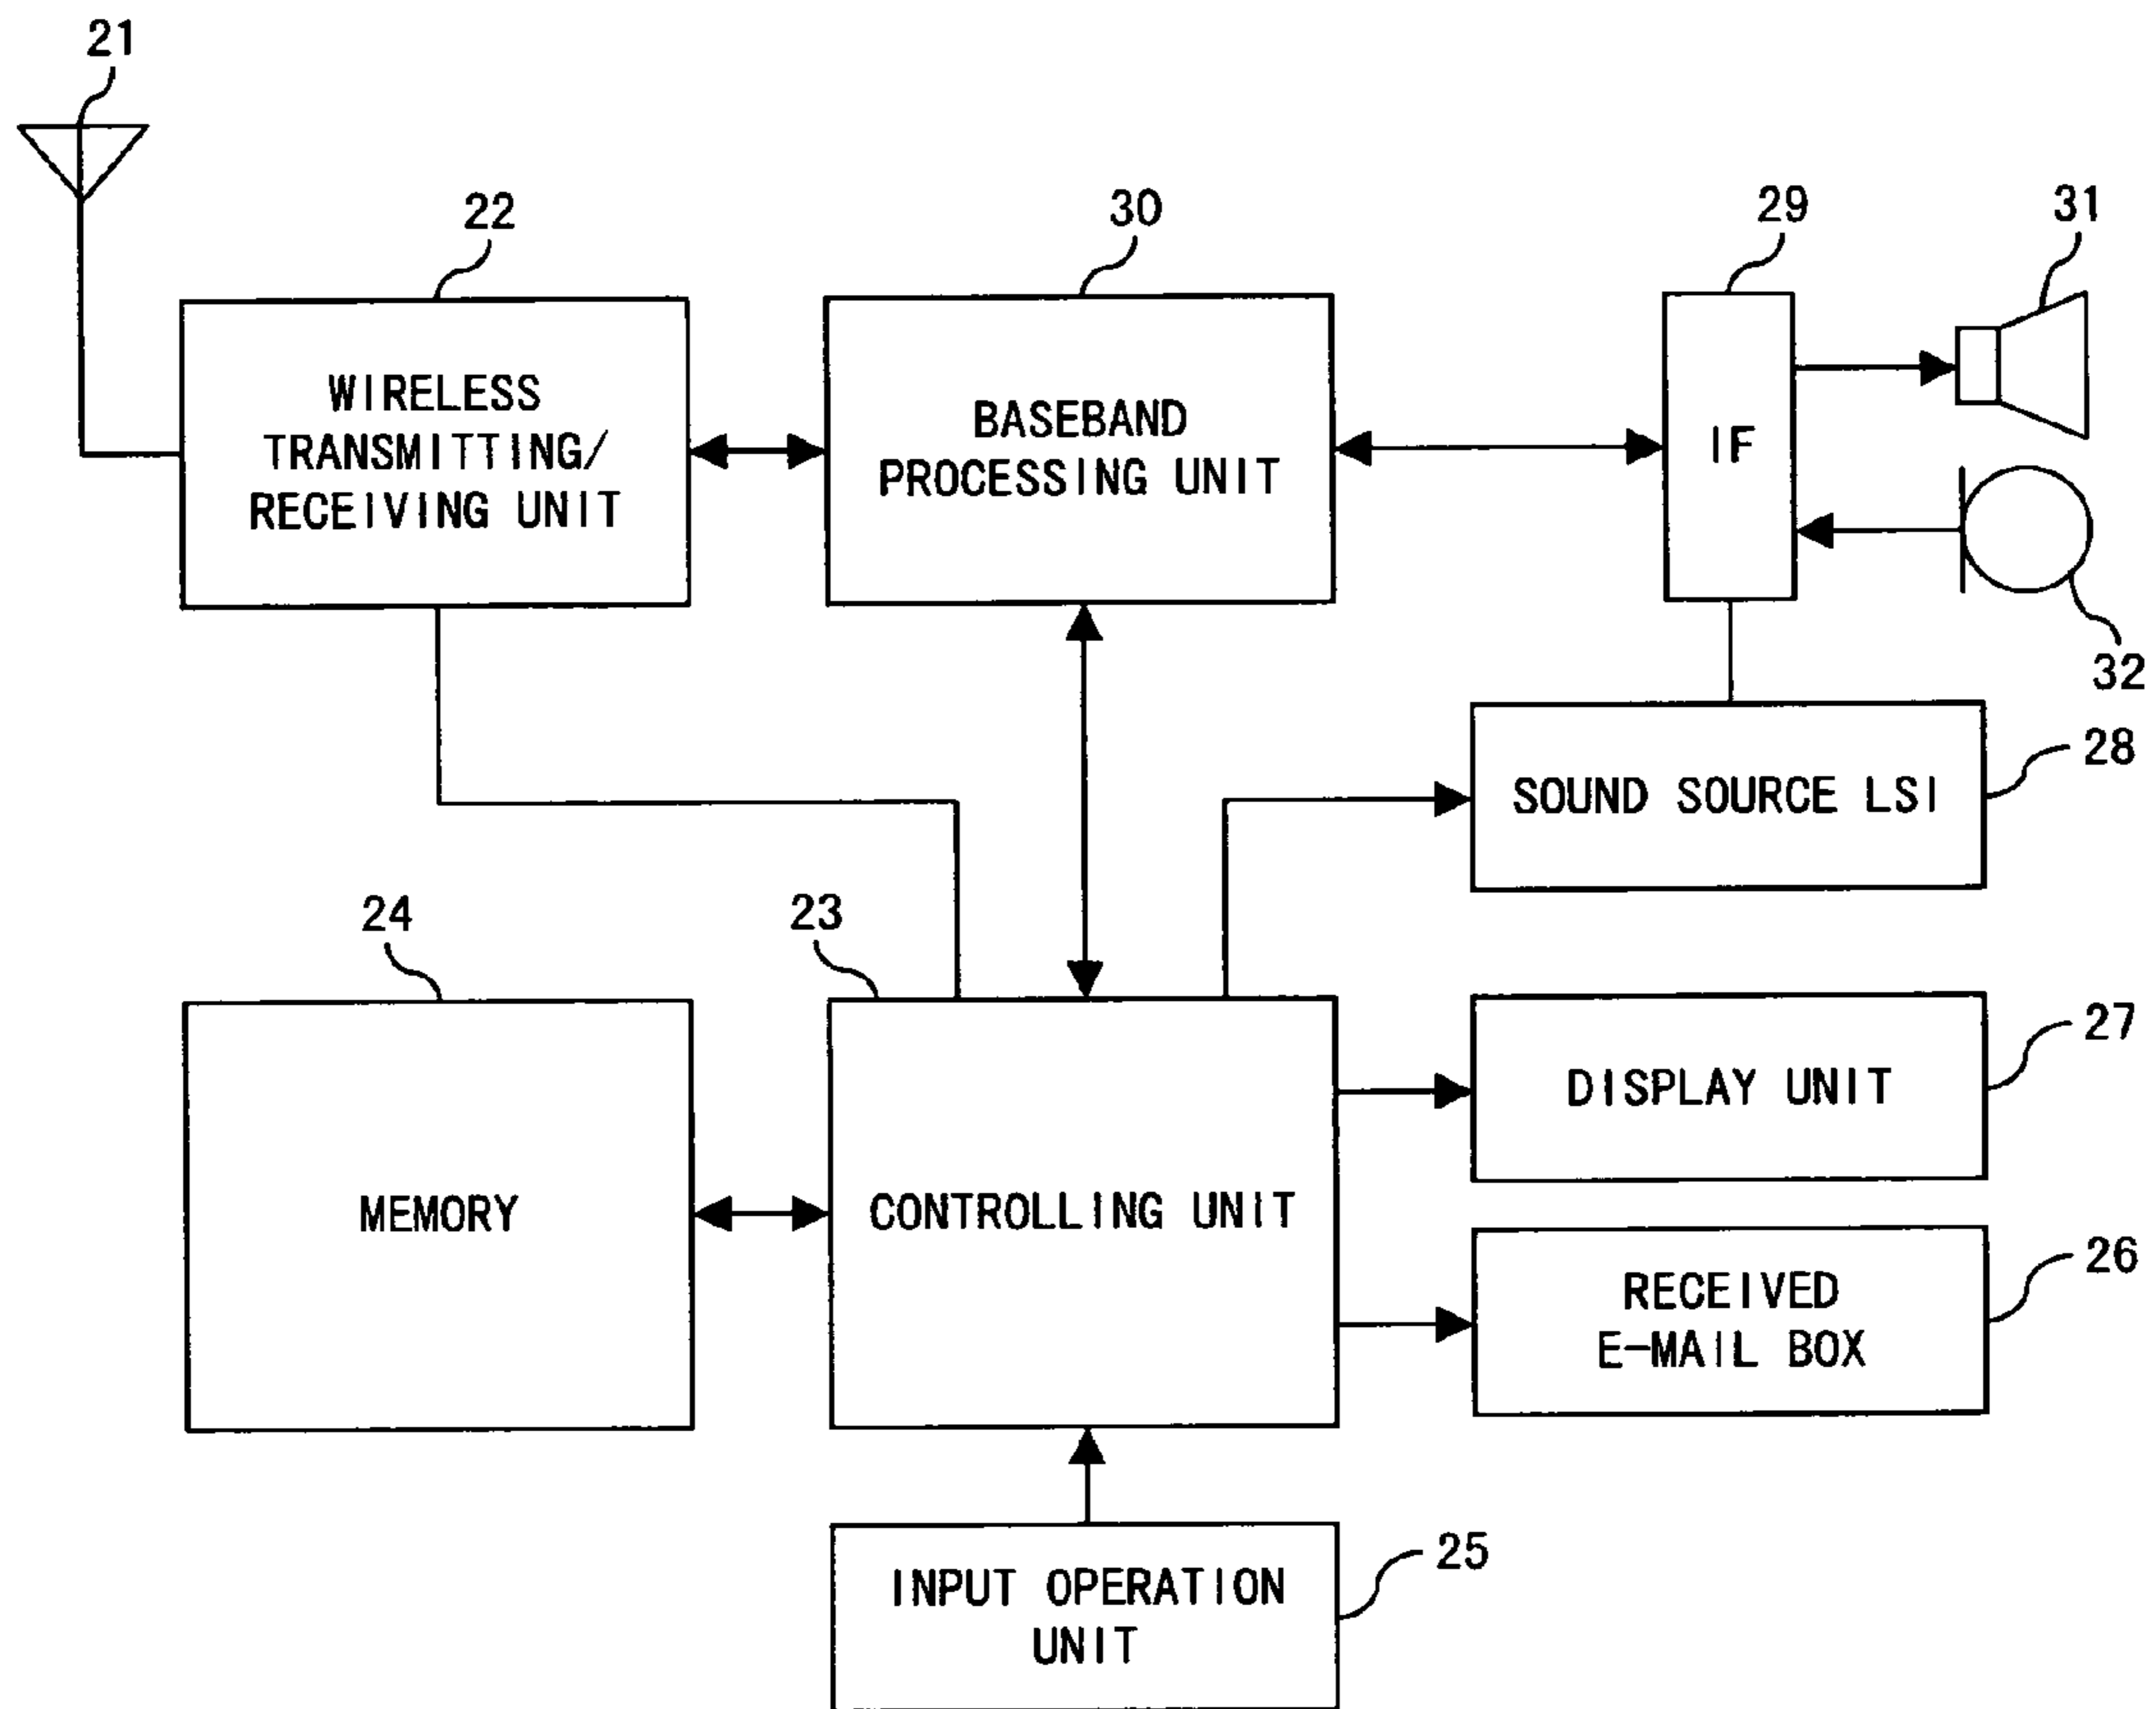 21
22
30
29
31
WIRELESS
TRANSMITTING/
RECEIVING UNIT
BASEBAND
PROCESSING UNIT
IF
32
SOUND SOURCE LSI
28
24
23
MEMORY
CONTROLLING UNIT
DISPLAY UNIT
27
RECEIVED
E-MAIL BOX
26
INPUT OPERATION
UNIT
25